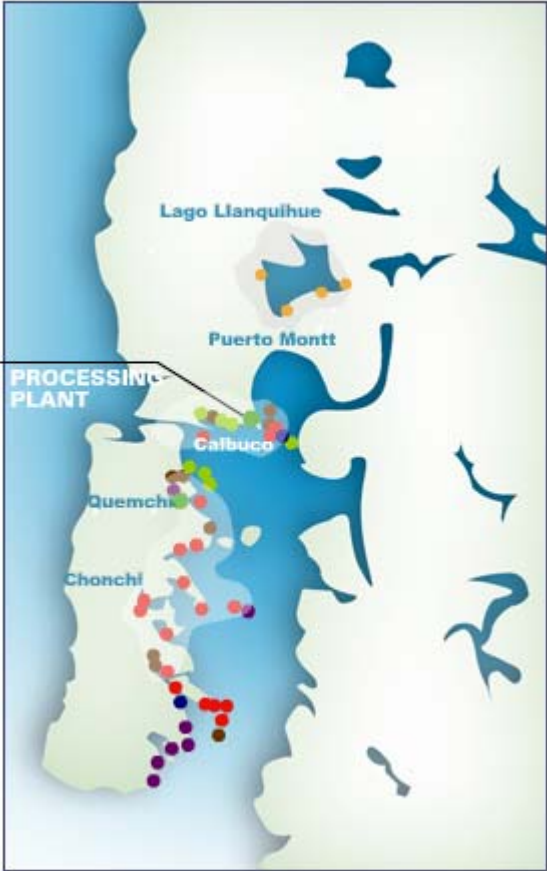 Lago Llanquihue
Puerto Montt
PROCESSING
PLANT
Calbuco
Quemchi
Chonchi